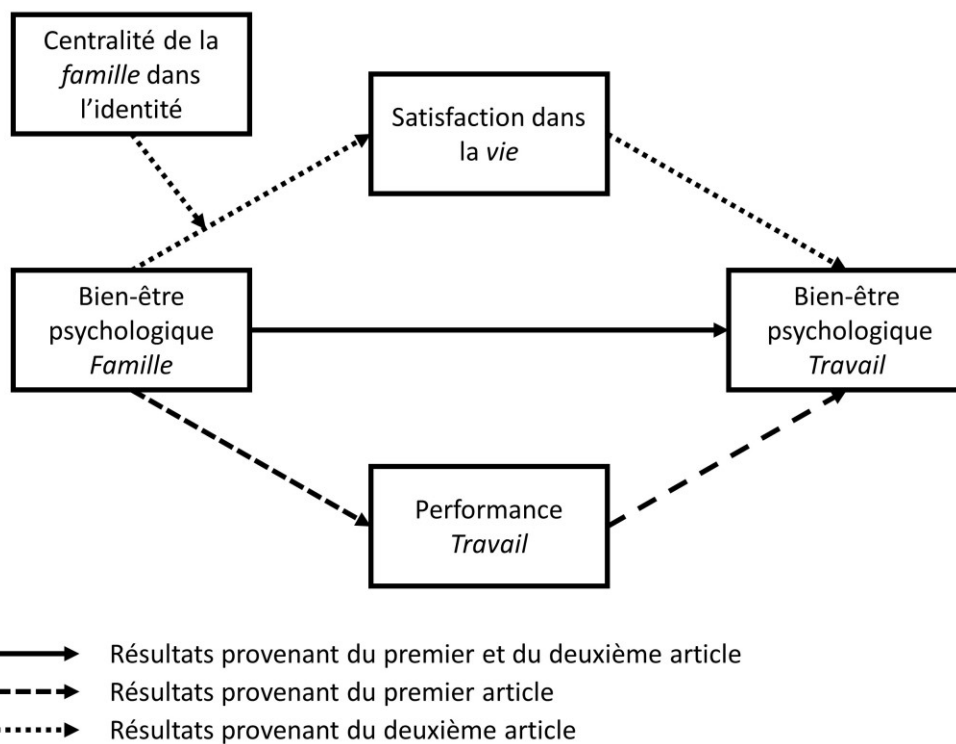 Centralité de la
famille dans
l'identité
Satisfaction dans
la vie
Bien-être
psychologique
Famille
Bien-être
psychologique
Travail
Performance
Travail
Résultats provenant du premier et du deuxième article
Résultats provenant du premier article
Résultats provenant du deuxième article